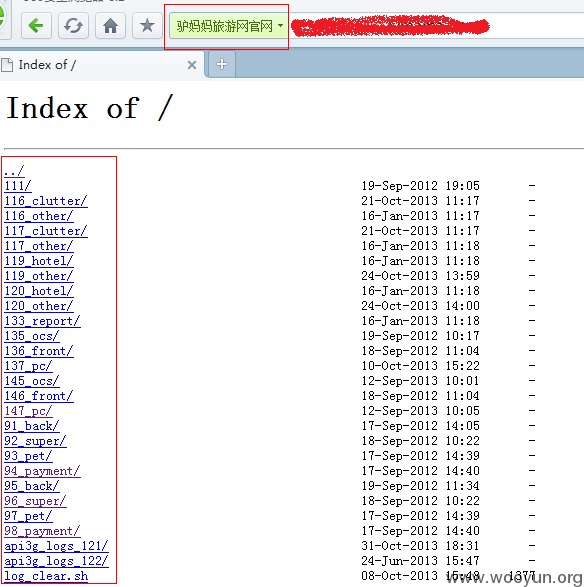 驴妈妈旅游网官网
Index of /
Index of /
../
111/ 19-Sep-2012 19:05 -
116_clutter/ 21-Oct-2013 11:17 -
116_other/ 16-Jan-2013 11:17 -
117_clutter/ 21-Oct-2013 11:17 -
117_other/ 16-Jan-2013 11:18 -
119_hotel/ 16-Jan-2013 11:18 -
119_other/ 24-Oct-2013 13:59 -
120_hotel/ 16-Jan-2013 11:18 -
120_other/ 24-Oct-2013 14:00 -
133_report/ 16-Jan-2013 11:18 -
135_ocs/ 19-Sep-2012 10:17 -
136_front/ 18-Sep-2012 11:04 -
137_pc/ 10-Oct-2013 15:22 -
145_ocs/ 12-Sep-2013 10:01 -
146_front/ 18-Sep-2012 11:04 -
147_pc/ 12-Sep-2013 10:05 -
91_back/ 17-Sep-2012 14:05 -
92_super/ 18-Sep-2012 10:22 -
93_pet/ 17-Sep-2012 14:39 -
94_payment/ 17-Sep-2012 14:40 -
95_back/ 19-Sep-2012 11:34 -
96_super/ 18-Sep-2012 10:22 -
97_pet/ 17-Sep-2012 14:39 -
98_payment/ 17-Sep-2012 14:40 -
api3g_logs_121/ 31-Oct-2013 18:31 -
api3g_logs_122/ 24-Jun-2013 15:47 -
log_clear.sh 08-Oct-2013
www.wooyun.org